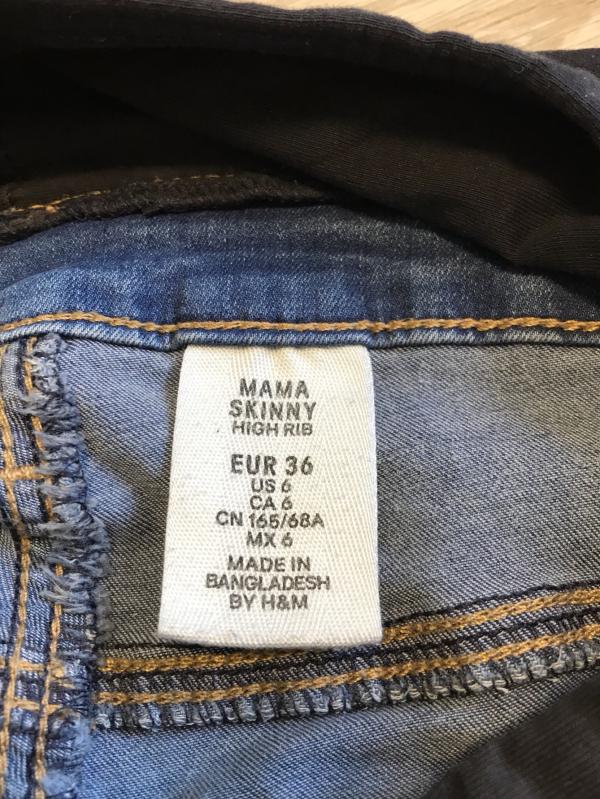 MAMA
SKINNY
HIGH RIB
EUR 36
US 6
CA 6
CN 165/68A
MX 6
MADE IN
BANGLADESH
BY H&M